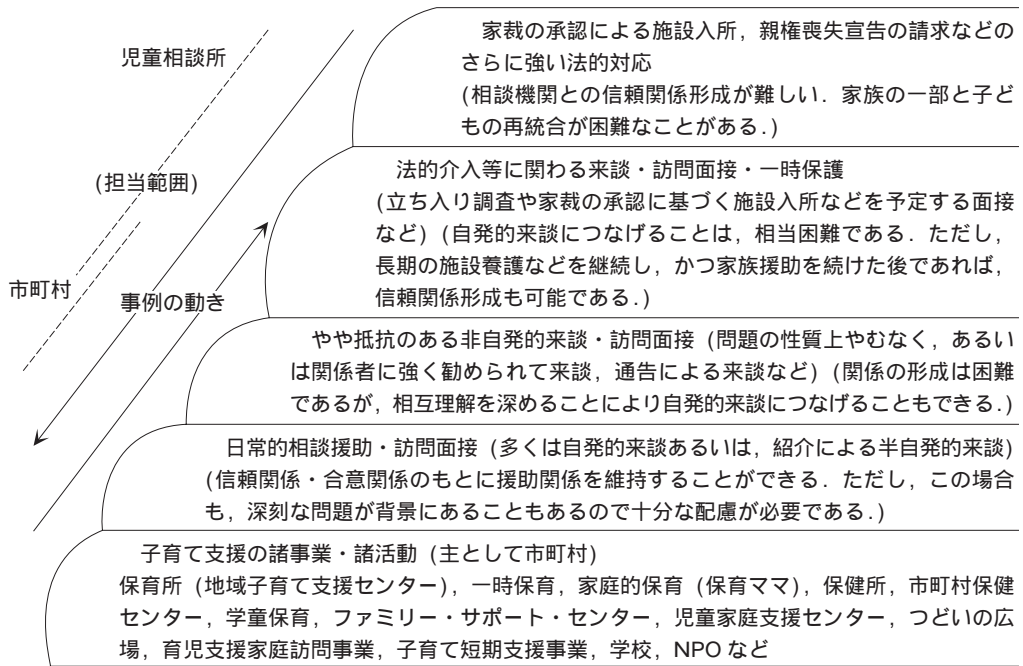 児童相談所
(担当範囲)
市町村
事例の動き
家裁の承認による施設入所，親権喪失宣告の請求などの
さらに強い法的対応
(相談機関との信頼関係形成が難しい．家族の一部と子ど
もの再統合が困難なことがある．)
法的介入等に関わる来談・訪問面接・一時保護
(立ち入り調査や家裁の承認に基づく施設入所などを予定する面接
など) (自発的来談につなげることは，相当困難である．ただし，
長期の施設養護などを継続し，かつ家族援助を続けた後であれば，
信頼関係形成も可能である．)
やや抵抗のある非自発的来談・訪問面接 (問題の性質上やむなく，あるい
は関係者に強く勧められて来談，通告による来談など) (関係の形成は困難
であるが，相互理解を深めることにより自発的来談につなげることもできる．)
日常的相談援助・訪問面接 (多くは自発的来談あるいは，紹介による半自発的来談)
(信頼関係・合意関係のもとに援助関係を維持することができる．ただし，この場合
も，深刻な問題が背景にあることもあるので十分な配慮が必要である．)
子育て支援の諸事業・諸活動 (主として市町村)
保育所 (地域子育て支援センター)，一時保育，家庭的保育 (保育ママ)，保健所，市町村保健
センター，学童保育，ファミリー・サポート・センター，児童家庭支援センター，つどいの広
場，育児支援家庭訪問事業，子育て短期支援事業，学校，NPO など